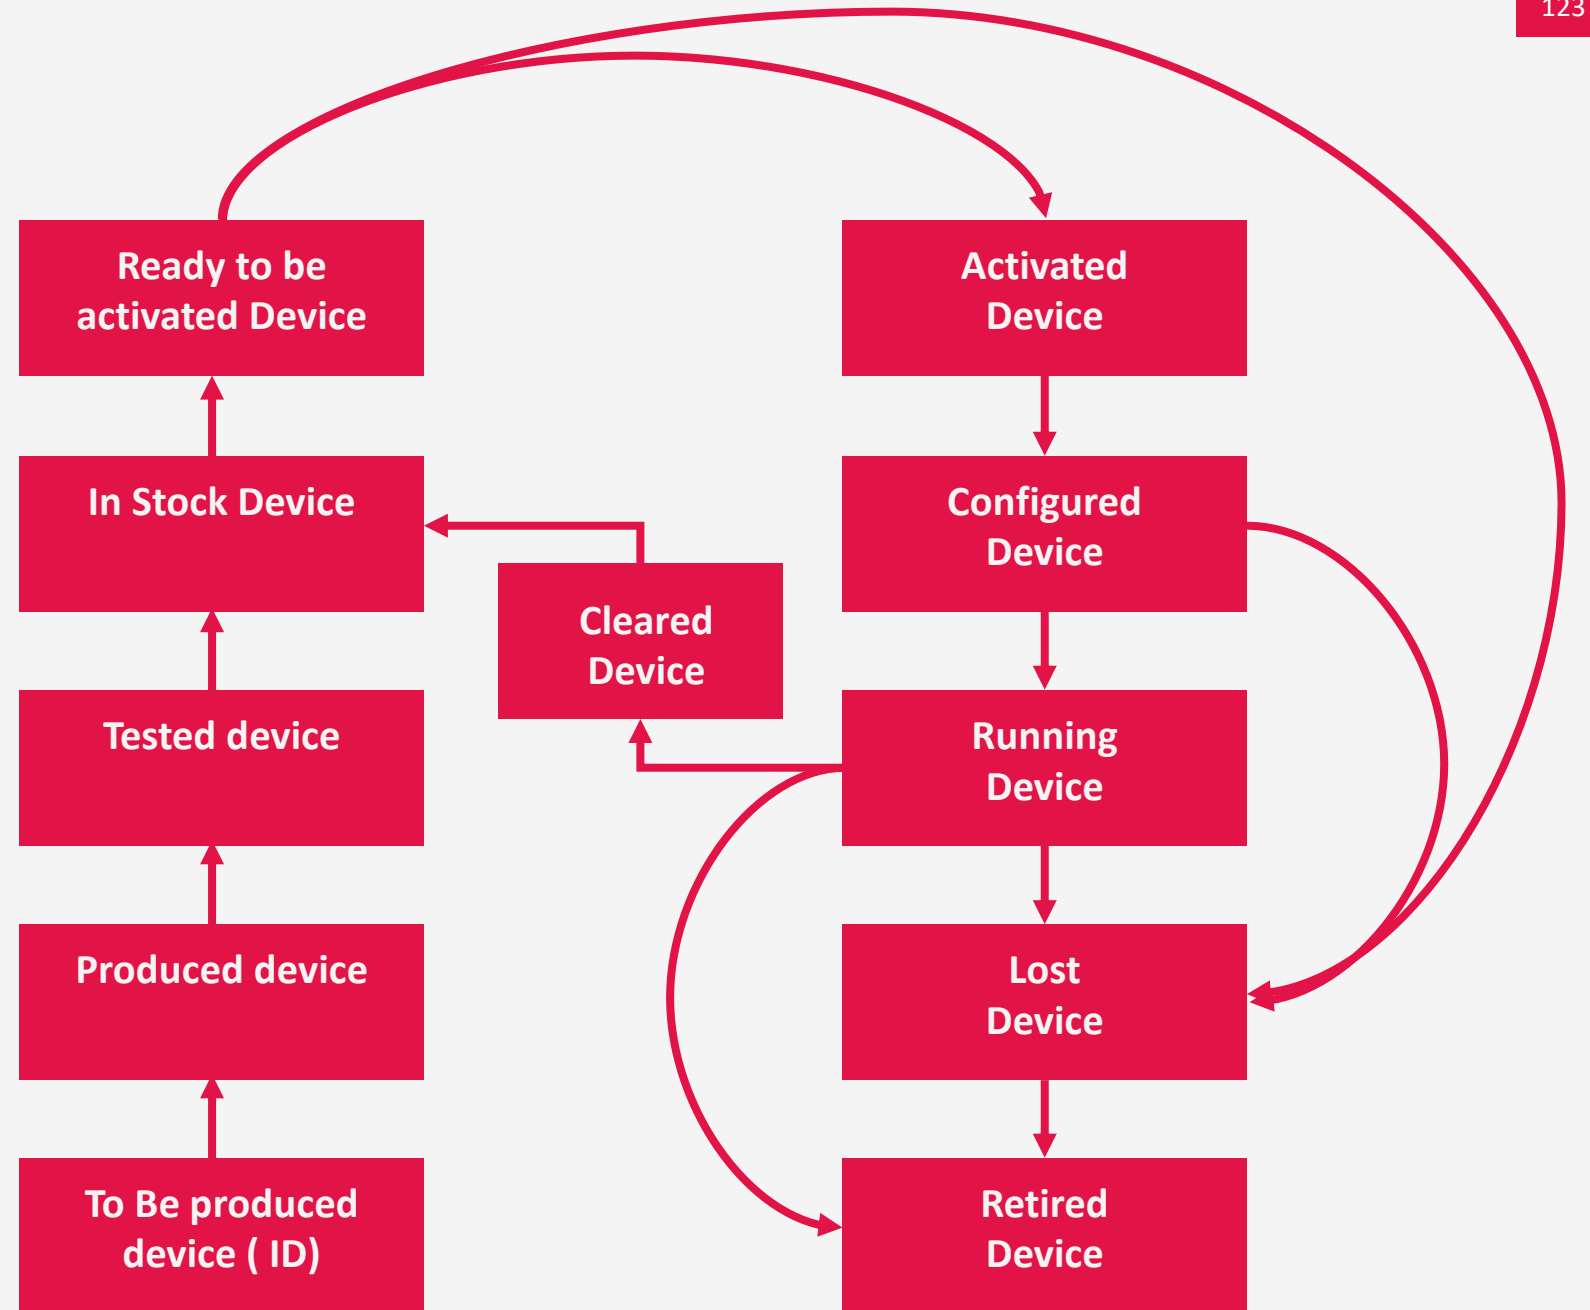 123
Ready to be
activated Device
Activated
Device
In Stock Device
Configured
Device
Cleared
Device
Tested device
Running
Device
Produced device
Lost
Device
To Be produced
device ( ID)
Retired
Device